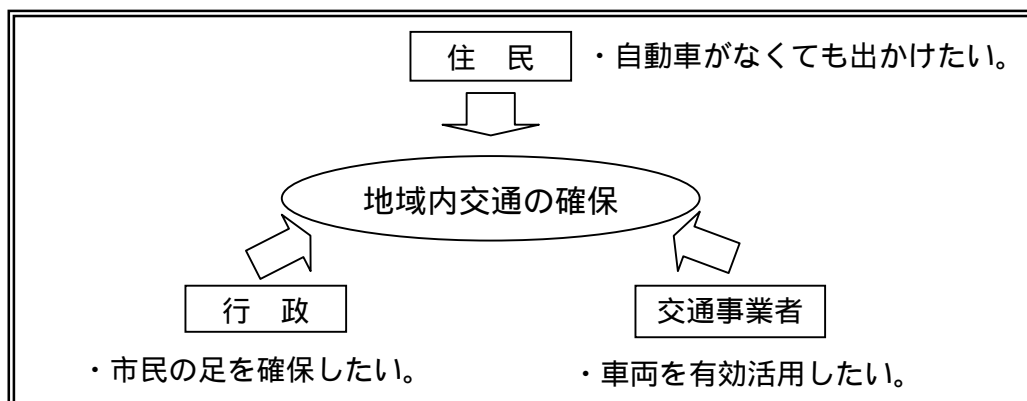 住　民　・自動車がなくても出かけたい。
地域内交通の確保
行　政　交通事業者
・市民の足を確保したい。　・車両を有効活用したい。